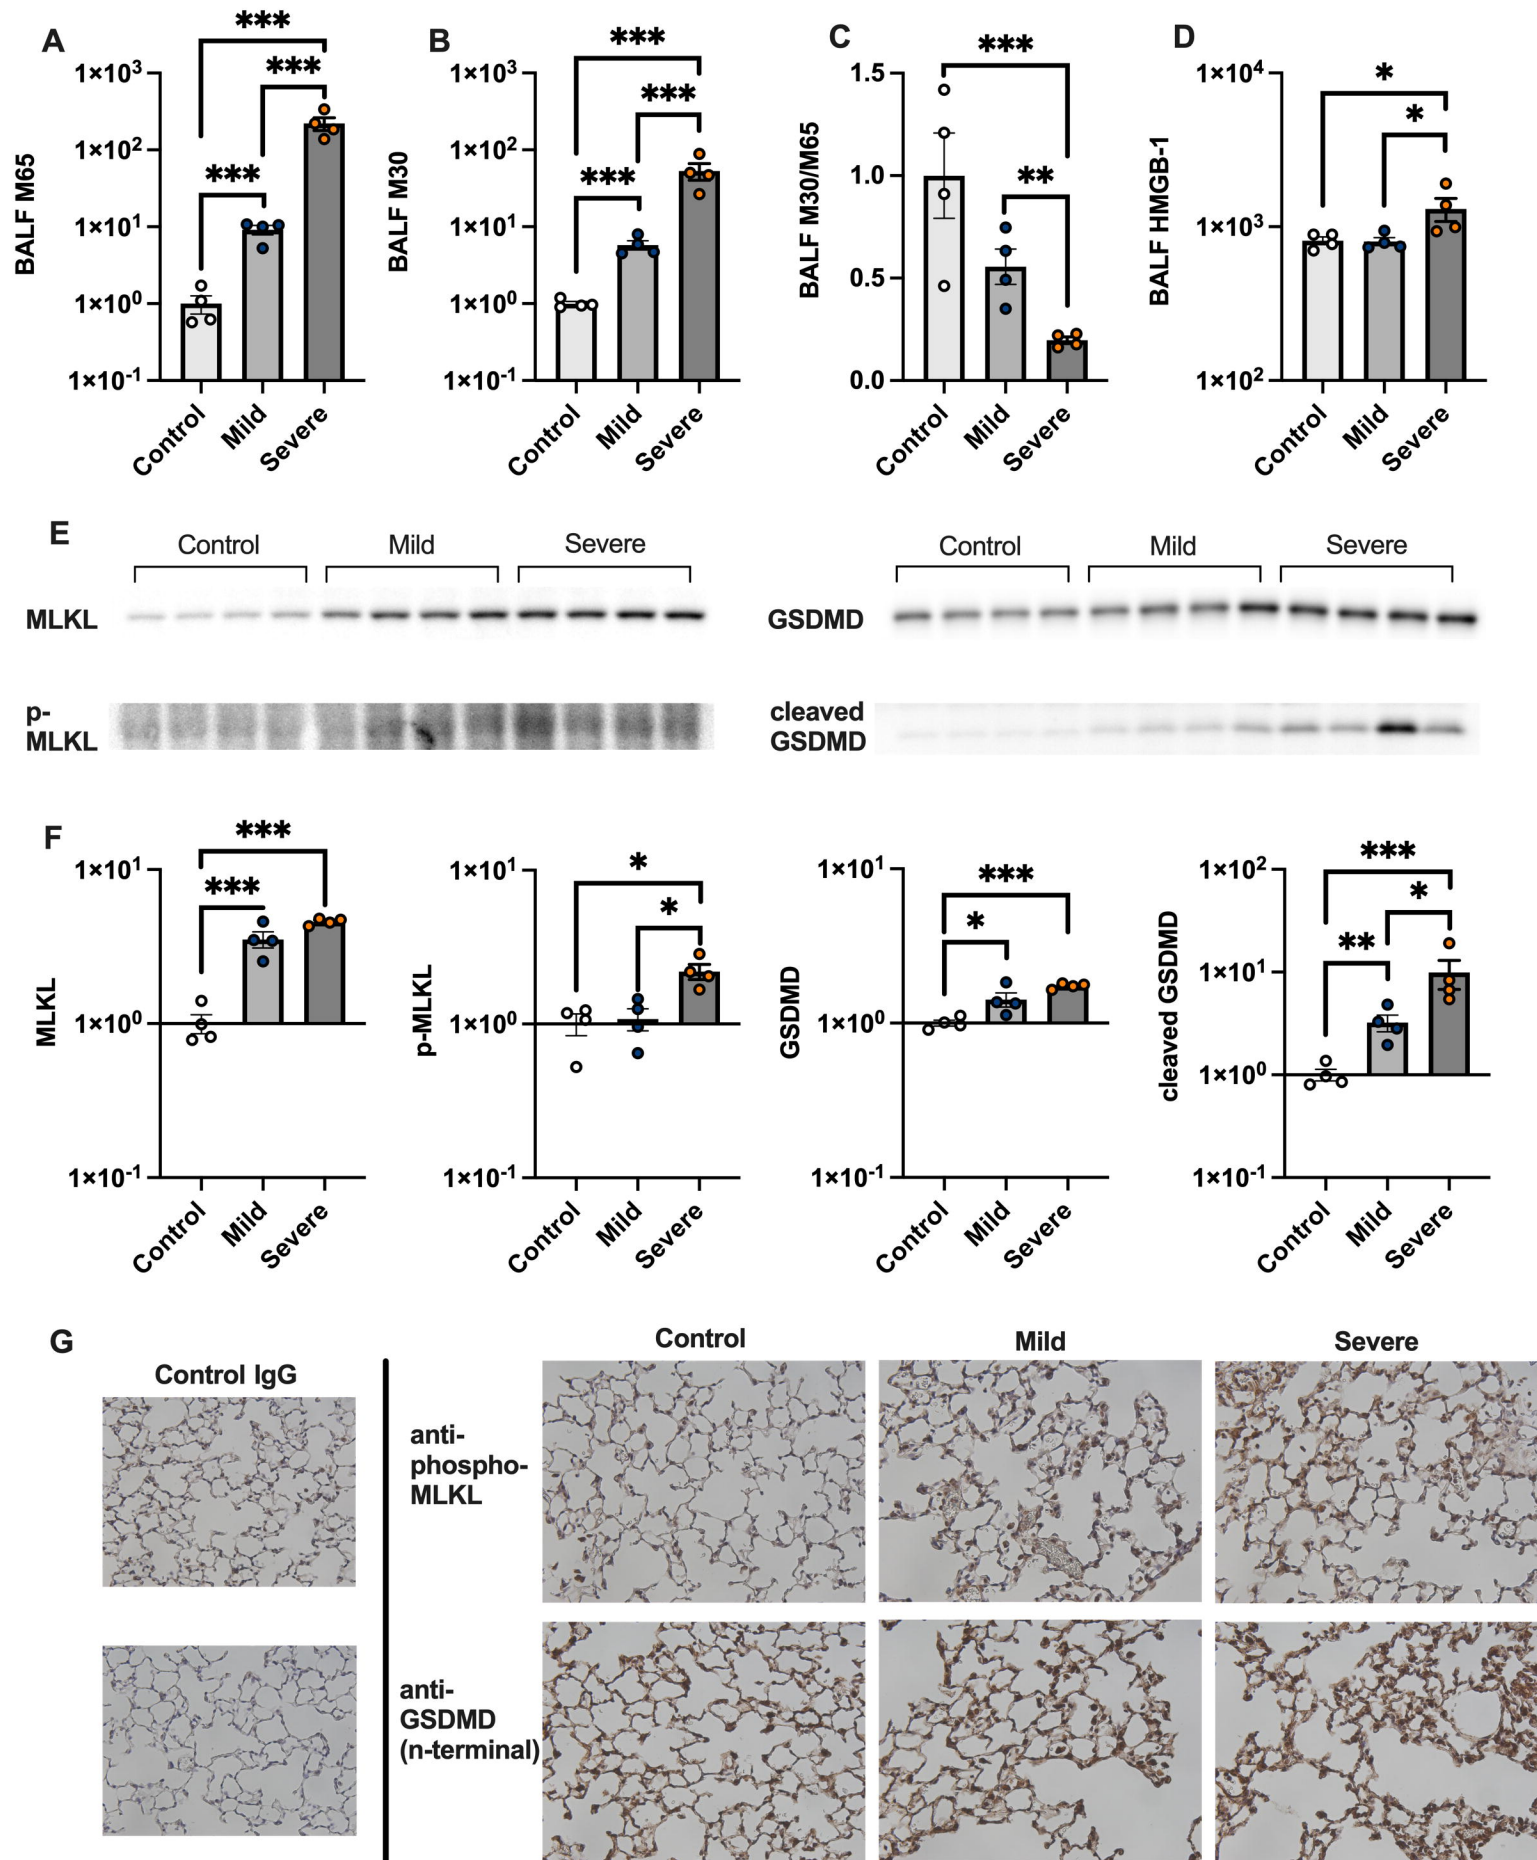 A
B
C
D
***
***
***
BALF M65
1×10³
1×10²
1×10¹
1×10⁰
1×10⁻¹
Control
Mild
Severe
***
***
***
BALF M30
1×10³
1×10²
1×10¹
1×10⁰
1×10⁻¹
Control
Mild
Severe
***
**
BALF M30/M65
1.5
1.0
0.5
0.0
Control
Mild
Severe
*
*
BALF HMGB-1
1×10⁴
1×10³
1×10²
Control
Mild
Severe
E
Control Mild Severe
MLKL
p-
MLKL
Control Mild Severe
GSDMD
cleaved
GSDMD
F
***
***
MLKL
1×10¹
1×10⁰
1×10⁻¹
Control
Mild
Severe
*
*
p-MLKL
1×10¹
1×10⁰
1×10⁻¹
Control
Mild
Severe
***
*
GSDMD
1×10¹
1×10⁰
1×10⁻¹
Control
Mild
Severe
***
*
**
cleaved GSDMD
1×10²
1×10¹
1×10⁰
1×10⁻¹
Control
Mild
Severe
G
Control IgG
Control Mild Severe
anti-
phospho-
MLKL
anti-
GSDMD
(n-terminal)